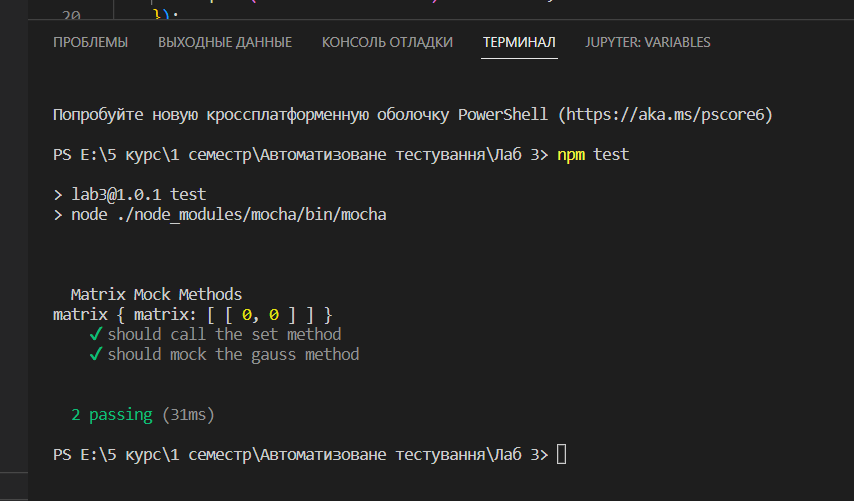 20 });
ПРОБЛЕМЫ ВЫХОДНЫЕ ДАННЫЕ КОНСОЛЬ ОТЛАДКИ ТЕРМИНАЛ JUPYTER: VARIABLES
Попробуйте новую кроссплатформенную оболочку PowerShell (https://aka.ms/pscore6)
PS E:\5 курс\1 семестр\Автоматизоване тестування\Лаб 3> npm test
> lab3@1.0.1 test
> node ./node_modules/mocha/bin/mocha
Matrix Mock Methods
matrix { matrix: [ [ 0, 0 ] ] }
✓ should call the set method
✓ should mock the gauss method
2 passing (31ms)
PS E:\5 курс\1 семестр\Автоматизоване тестування\Лаб 3>